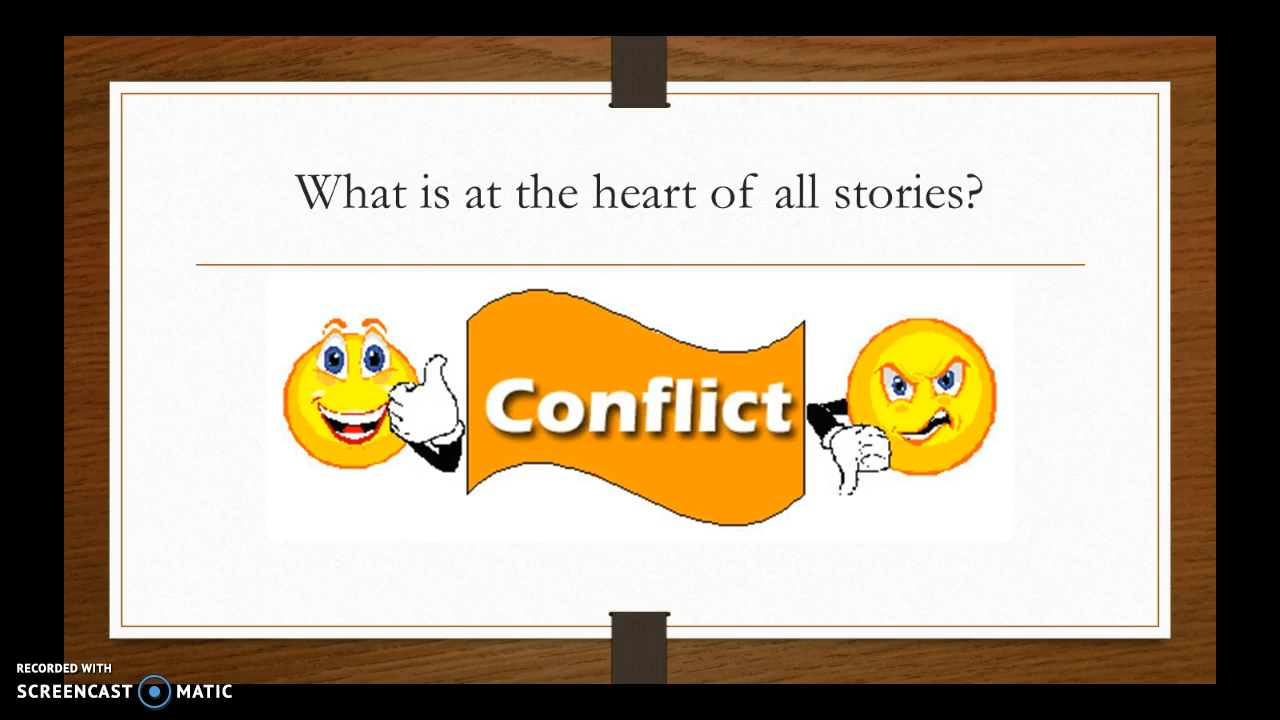 What is at the heart of all stories?
Conflict
RECORDED WITH
SCREENCAST MATIC